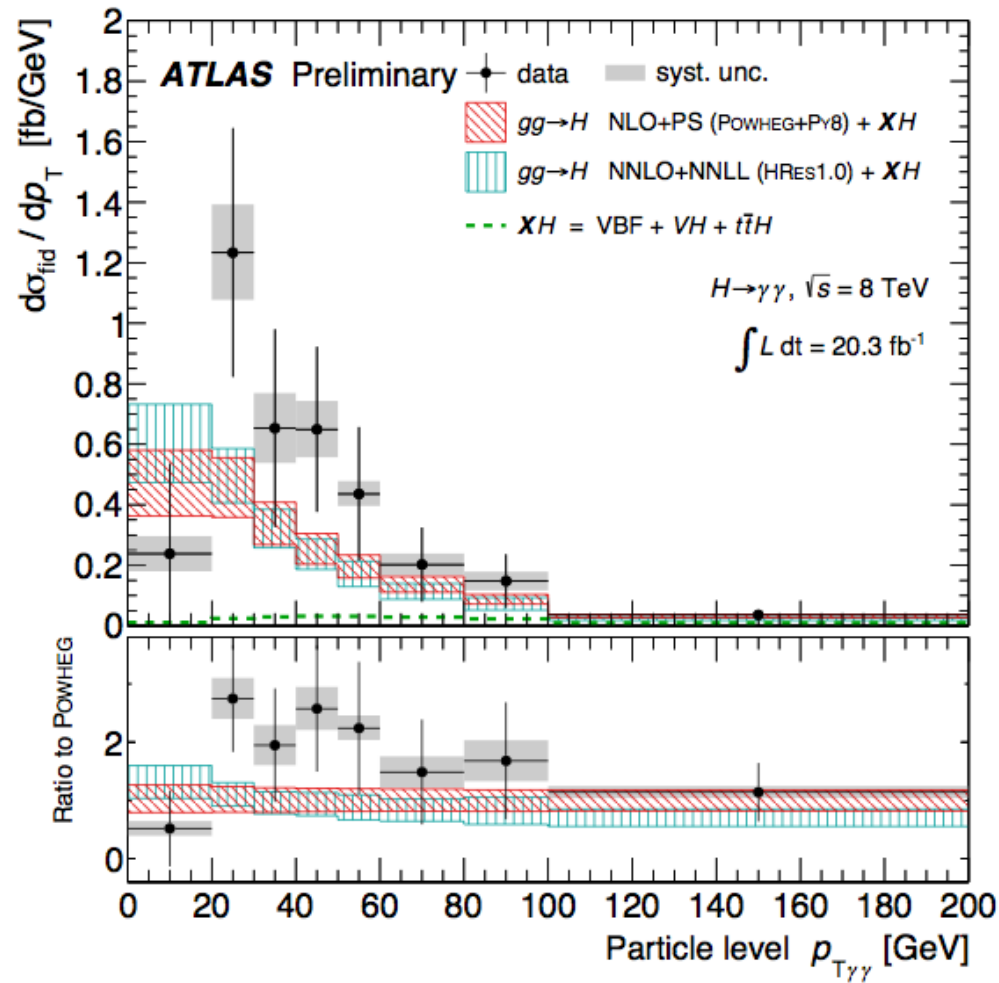 ATLAS Preliminary
data
syst. unc.
gg→H NLO+PS (POWHEG+PY8) + XH
gg→H NNLO+NNLL (HRES1.0) + XH
XH = VBF + VH + tt̄H
H→γγ, √s = 8 TeV
∫ L dt = 20.3 fb⁻¹
dσ_fid / dp_T [fb/GeV]
2
1.8
1.6
1.4
1.2
1
0.8
0.6
0.4
0.2
0
Ratio to POWHEG
2
0
0 20 40 60 80 100 120 140 160 180 200
Particle level p_Tγγ [GeV]